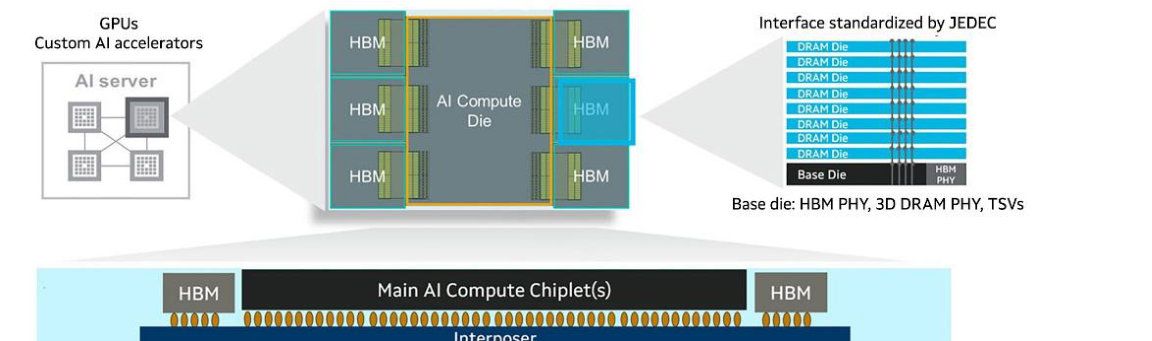 GPUs
Custom AI accelerators
AI server
HBM
HBM
HBM
AI Compute
Die
HBM
HBM
HBM
Interface standardized by JEDEC
DRAM Die
DRAM Die
DRAM Die
DRAM Die
DRAM Die
DRAM Die
DRAM Die
DRAM Die
Base Die
HBM
PHY
Base die: HBM PHY, 3D DRAM PHY, TSVs
HBM
Main AI Compute Chiplet(s)
HBM
Interposer